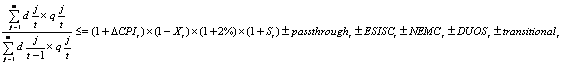 ∑ d j/t × q j/t
≤= (1 + ΔCPI_t) × (1 − X_t) × (1 + 2%) × (1 + S_t) ± passthrough_t ± ESISC_t ± NEMC_t ± DUOS_t ± transitional_t
∑ d j/t−1 × q j/t